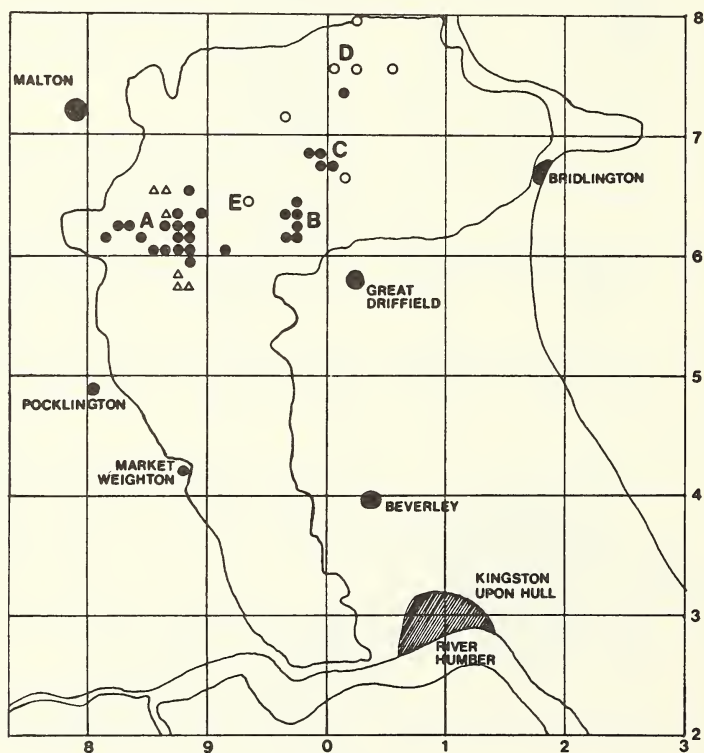 8
D
MALTON
7
C
BRIDLINGTON
E
A
B
6
GREAT
DRIFFIELD
5
POCKLINGTON
MARKET
WEIGHTON
4
BEVERLEY
KINGSTON
UPON HULL
3
RIVER
HUMBER
2
8
9
0
1
2
3